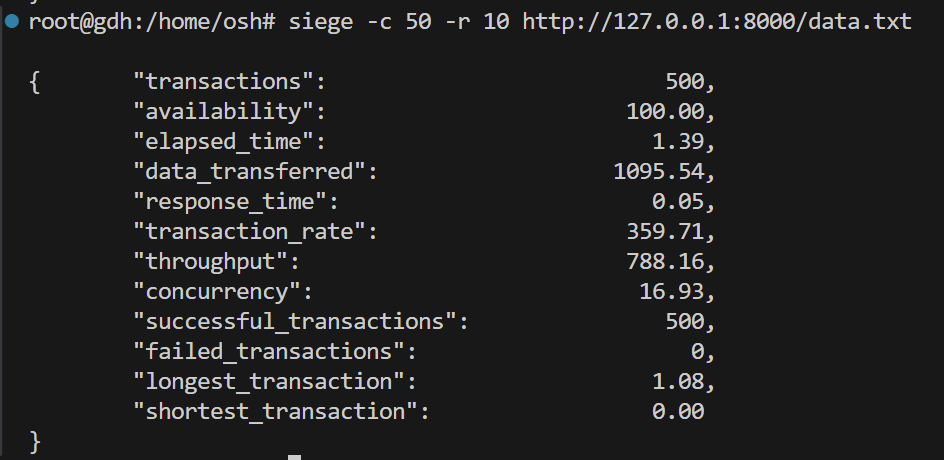 root@gdh:/home/osh# siege -c 50 -r 10 http://127.0.0.1:8000/data.txt
{ "transactions": 500,
"availability": 100.00,
"elapsed_time": 1.39,
"data_transferred": 1095.54,
"response_time": 0.05,
"transaction_rate": 359.71,
"throughput": 788.16,
"concurrency": 16.93,
"successful_transactions": 500,
"failed_transactions": 0,
"longest_transaction": 1.08,
"shortest_transaction": 0.00
}